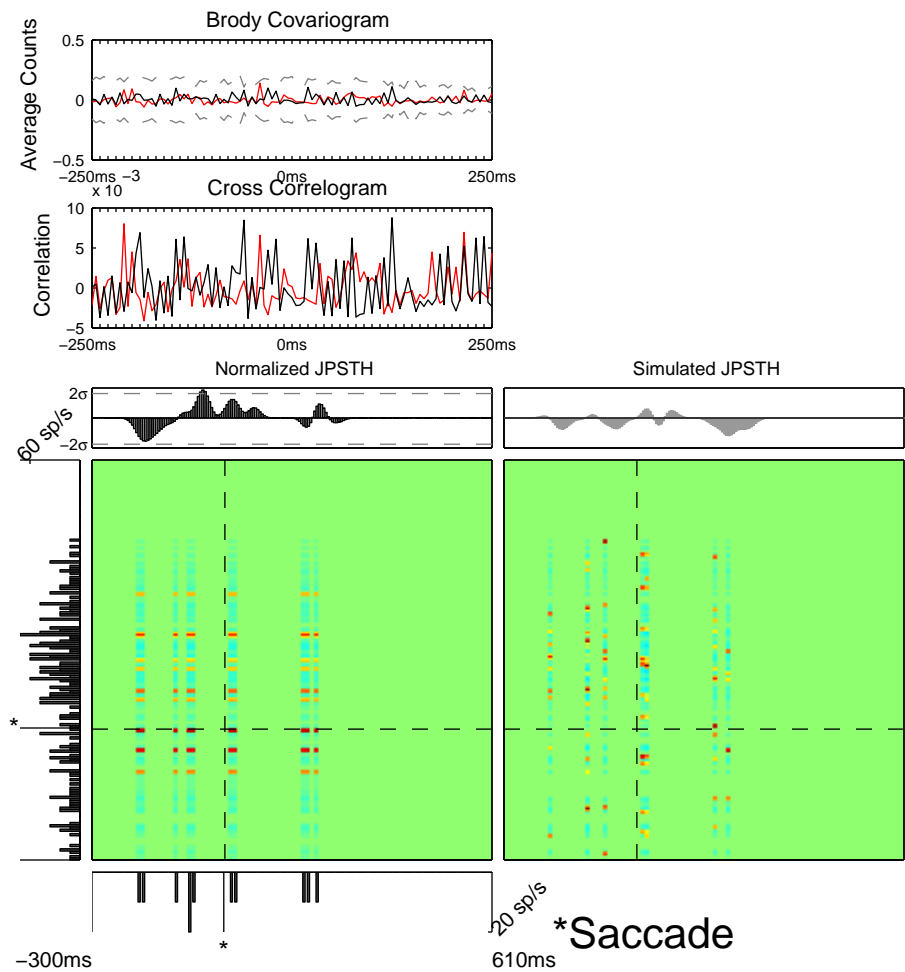 Brody Covariogram
Average Counts
0.5
0
−0.5
−250ms
0ms
250ms
x 10 −3
Cross Correlogram
Correlation
10
5
0
−5
−250ms
0ms
250ms
Normalized JPSTH
Simulated JPSTH
2σ
−2σ
60 sp/s
*
*
20 sp/s
*Saccade
−300ms
610ms